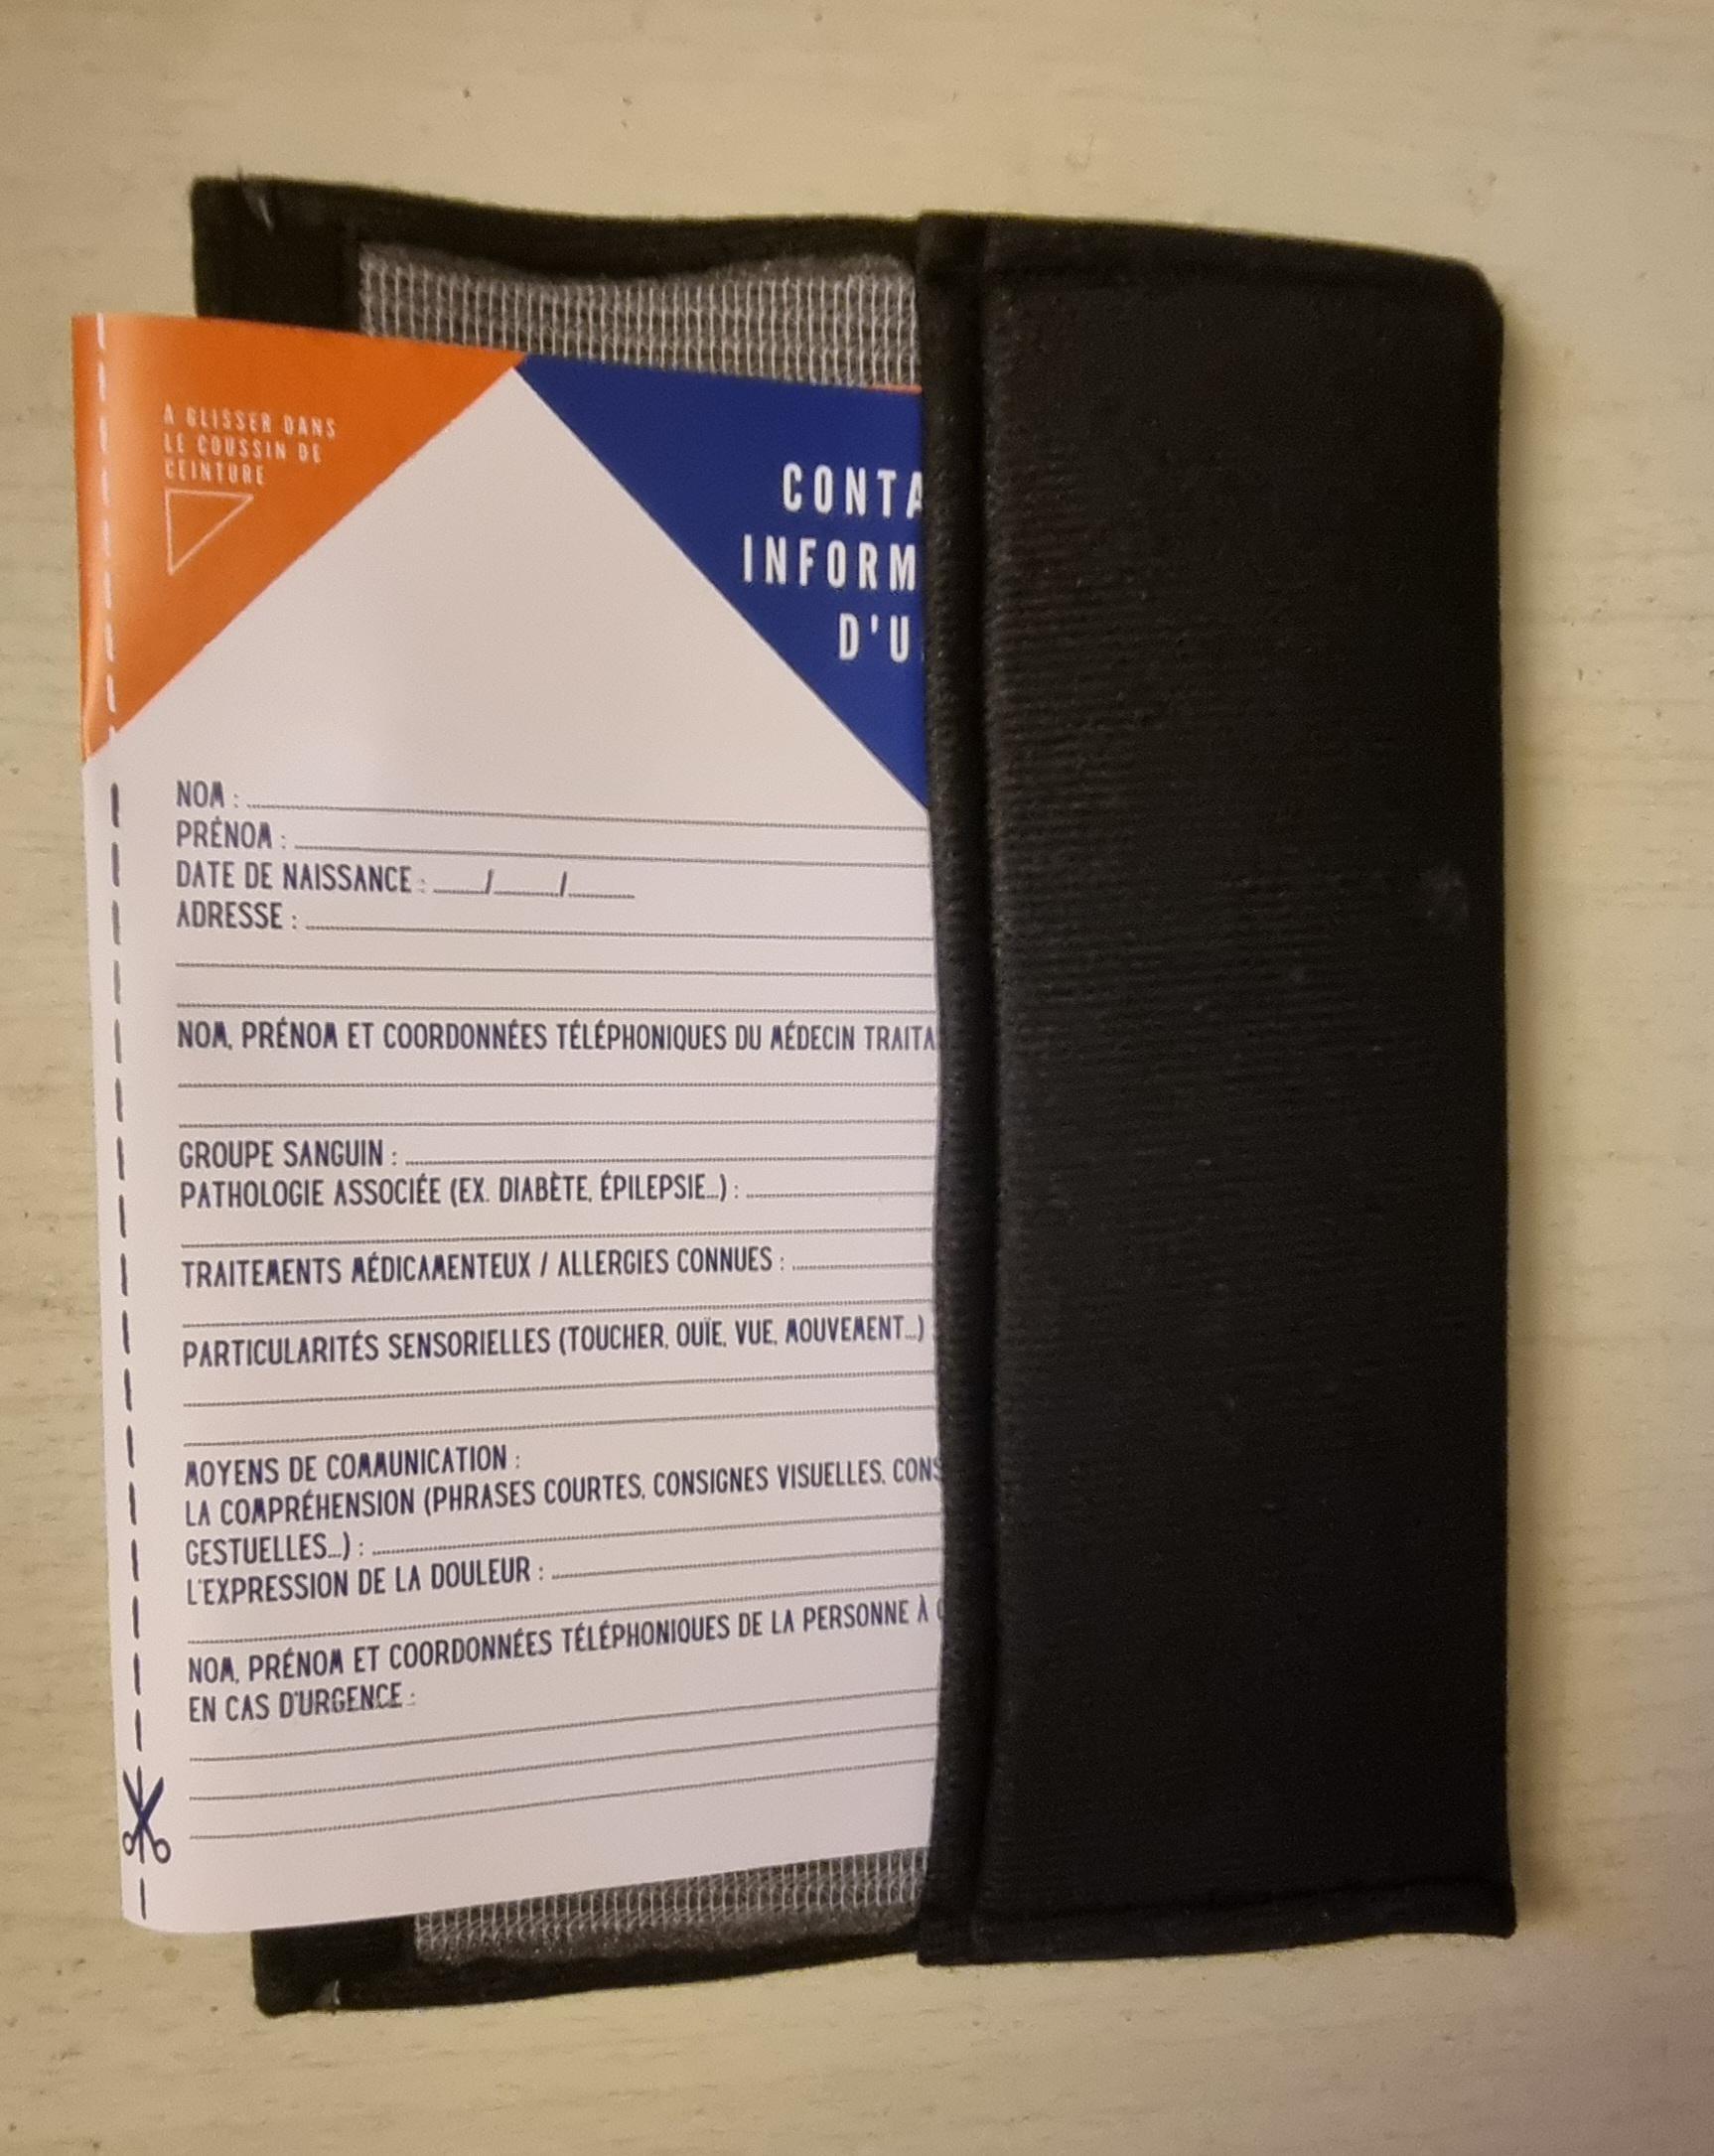 A GLISSER DANS
LE COUSSIN DE
CEINTURE
CONTA
INFORM
D'U
NOM :
PRÉNOM :
DATE DE NAISSANCE : / /
ADRESSE :
NOM, PRÉNOM ET COORDONNÉES TÉLÉPHONIQUES DU MÉDECIN TRAITA
GROUPE SANGUIN :
PATHOLOGIE ASSOCIÉE (EX. DIABÈTE, ÉPILEPSIE...) :
TRAITEMENTS MÉDICAMENTEUX / ALLERGIES CONNUES :
PARTICULARITÉS SENSORIELLES (TOUCHER, OUÏE, VUE, MOUVEMENT...) :
MOYENS DE COMMUNICATION :
LA COMPRÉHENSION (PHRASES COURTES, CONSIGNES VISUELLES, CONS
GESTUELLES...) :
L'EXPRESSION DE LA DOULEUR :
NOM, PRÉNOM ET COORDONNÉES TÉLÉPHONIQUES DE LA PERSONNE À
EN CAS D'URGENCE :